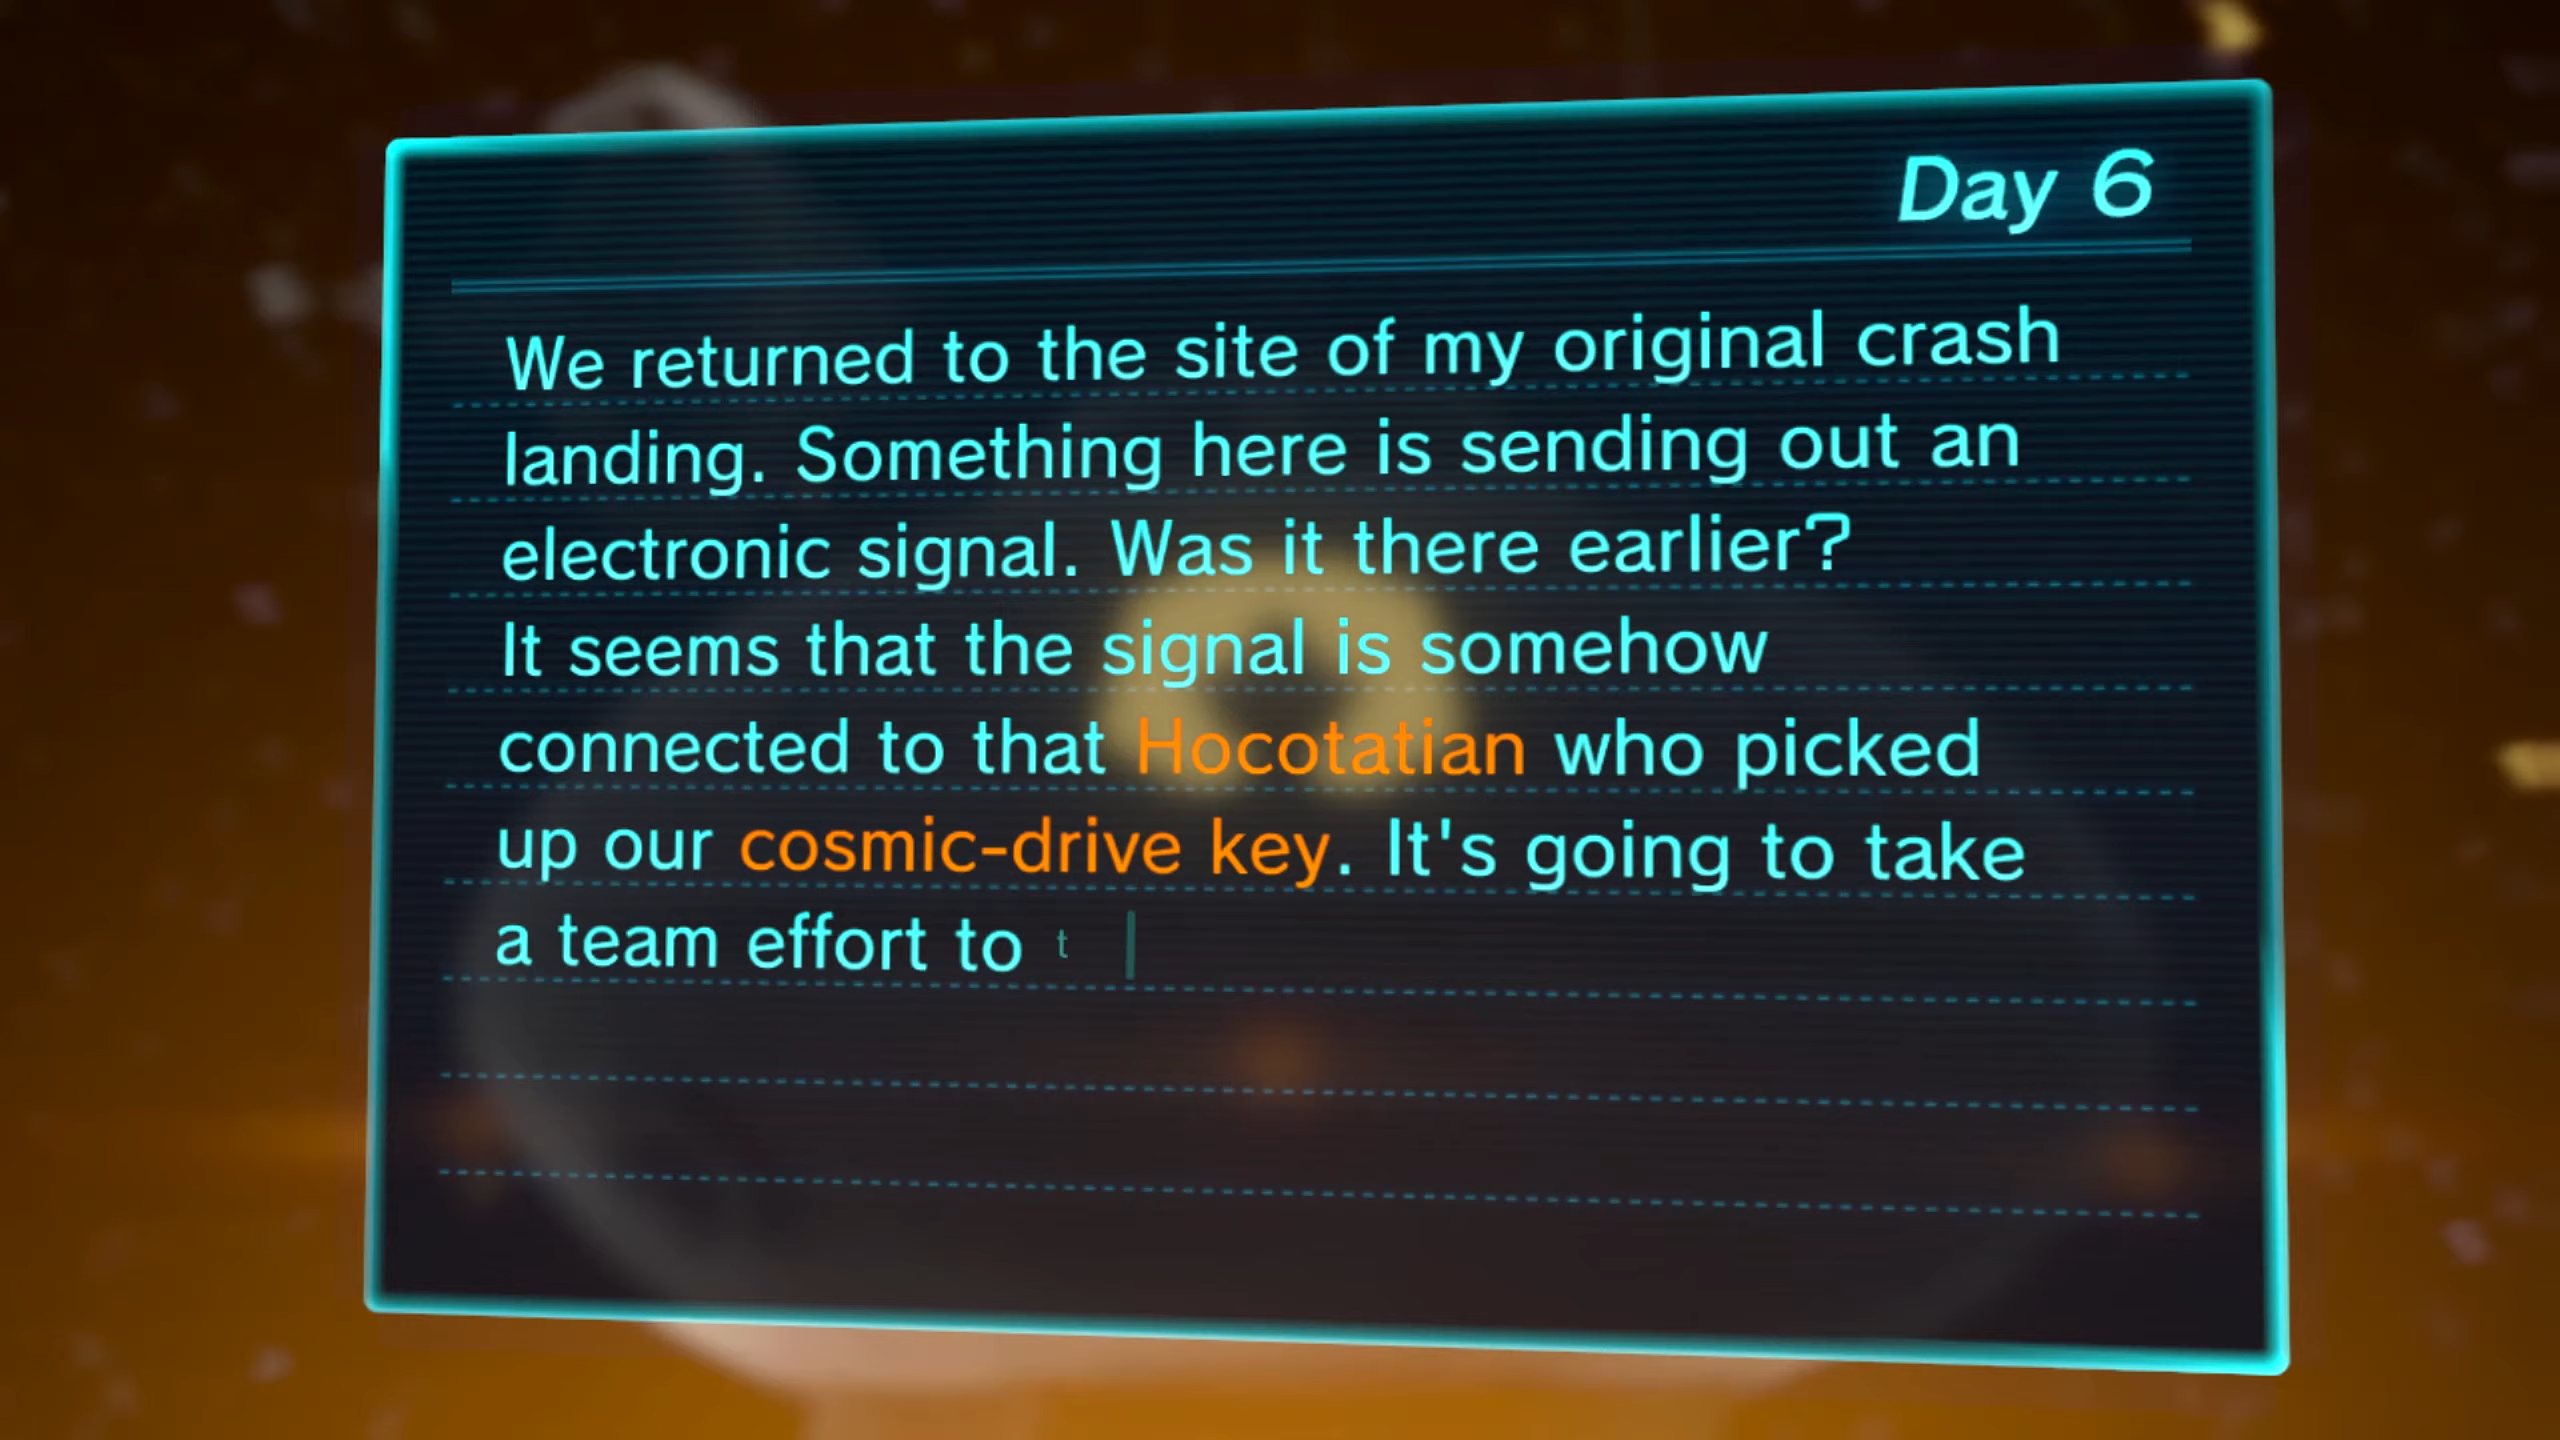 Day 6
We returned to the site of my original crash
landing. Something here is sending out an
electronic signal. Was it there earlier?
It seems that the signal is somehow
connected to that Hocotatian who picked
up our cosmic-drive key. It's going to take
a team effort to t